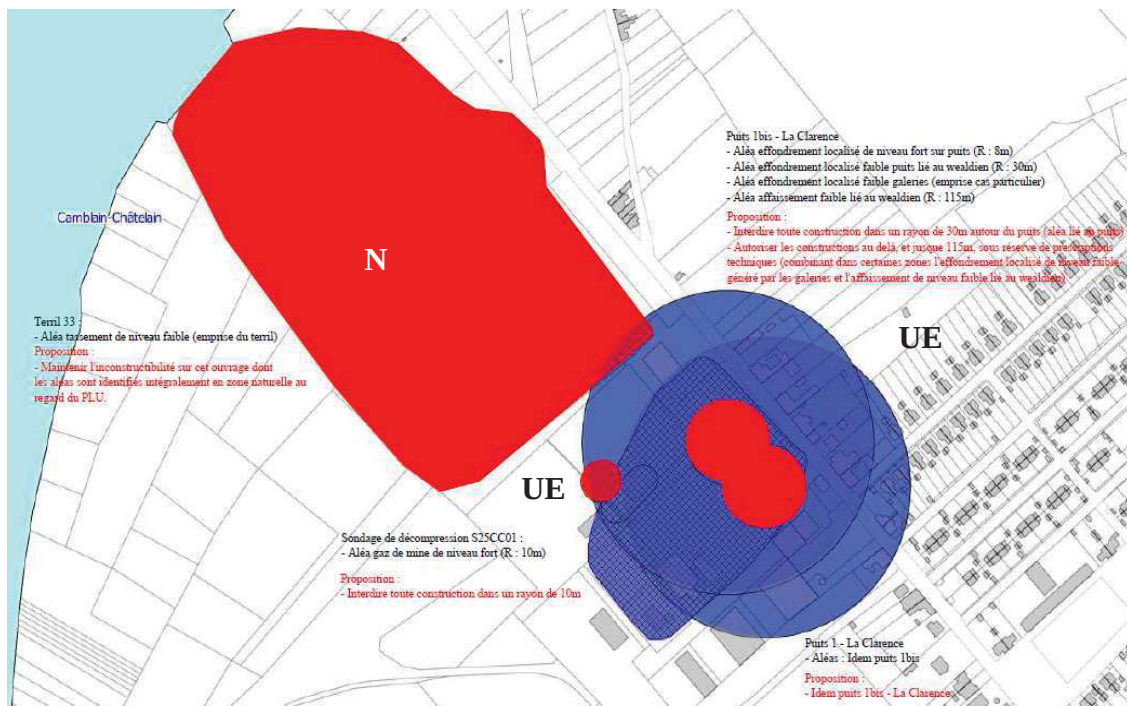 Puits 1bis - La Clarence
- Aléa effondrement localisé de niveau fort sur puits (R : 8m)
- Aléa effondrement localisé faible puits lié au wealdien (R : 30m)
- Aléa effondrement localisé faible galeries (emprise cas particulier)
- Aléa affaissement faible lié au wealdien (R : 115m)
Proposition :
- Interdire toute construction dans un rayon de 30m autour du puits (aléa lié au puits)
- Autoriser les constructions au delà, et jusque 115m, sous réserve de prescriptions
techniques (combinant dans certaines zones l'effondrement localisé de niveau faible
généré par les galeries et l'affaissement de niveau faible lié au wealdien)
Camblain-Châtelain
N
Terril 33 :
- Aléa tassement de niveau faible (emprise du terril)
Proposition :
- Maintenir l'inconstructibilité sur cet ouvrage dont
les aléas sont identifiés intégralement en zone naturelle au
regard du PLU.
UE
UE
Sondage de décompression S25CC01 :
- Aléa gaz de mine de niveau fort (R : 10m)
Proposition :
- Interdire toute construction dans un rayon de 10m
Puits 1 - La Clarence
- Aléas : Idem puits 1bis
Proposition :
- Idem puits 1bis - La Clarence